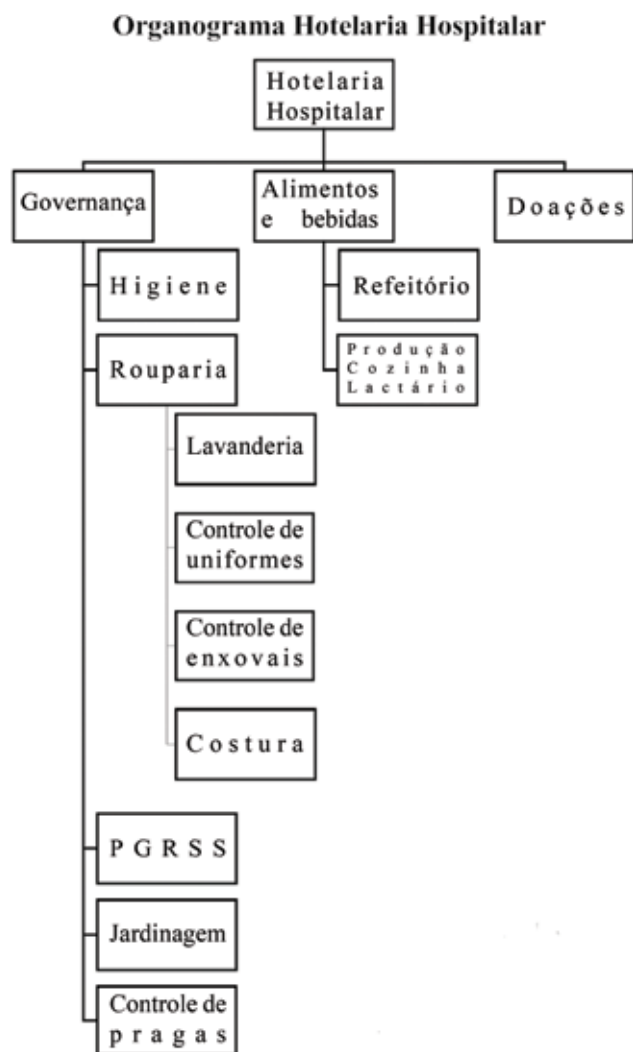 Organograma Hotelaria Hospitalar
Hotelaria
Hospitalar
Governança
Alimentos
e bebidas
Doações
Higiene
Refeitório
Rouparia
Produção
Cozinha
Lactário
Lavanderia
Controle de
uniformes
Controle de
enxovais
Costura
PGRSS
Jardinagem
Controle de
pragas